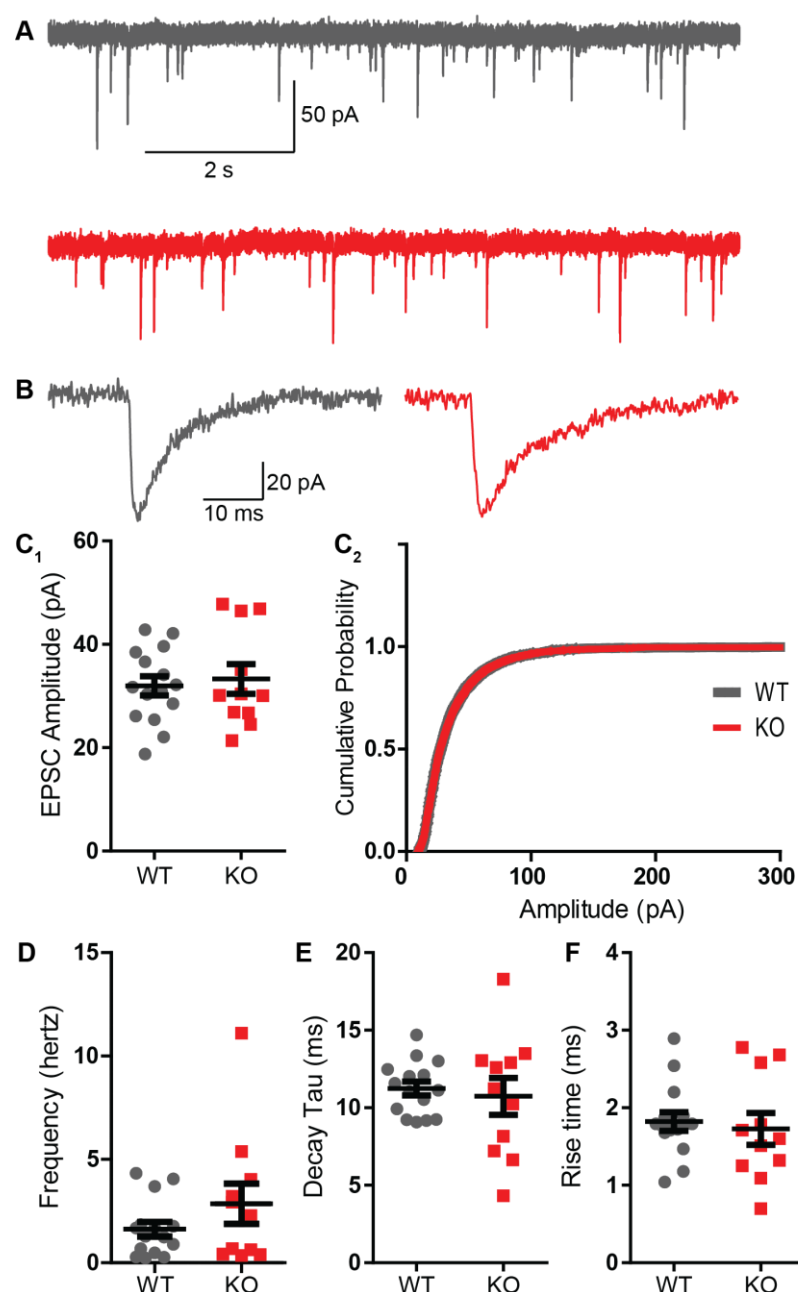 A
50 pA
2 s
B
20 pA
10 ms
C1
EPSC Amplitude (pA)
60
40
20
0
WT KO
C2
Cumulative Probability
1.0
0.5
0.0
WT
KO
0 100 200 300
Amplitude (pA)
D
Frequency (hertz)
15
10
5
0
WT KO
E
Decay Tau (ms)
20
15
10
5
0
WT KO
F
Rise time (ms)
4
3
2
1
0
WT KO